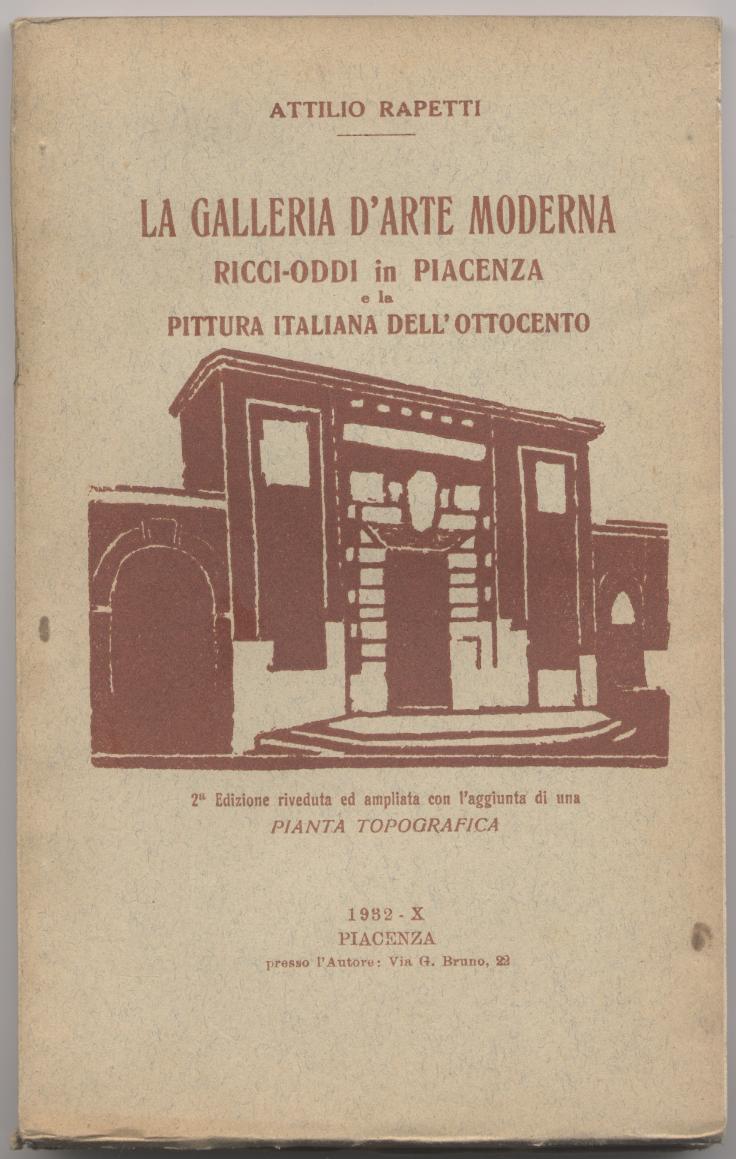 ATTILIO RAPETTI
LA GALLERIA D'ARTE MODERNA
RICCI-ODDI in PIACENZA
e la
PITTURA ITALIANA DELL'OTTOCENTO
2ª Edizione riveduta ed ampliata con l'aggiunta di una
PIANTA TOPOGRAFICA
1932 - X
PIACENZA
presso l'Autore: Via G. Bruno, 22